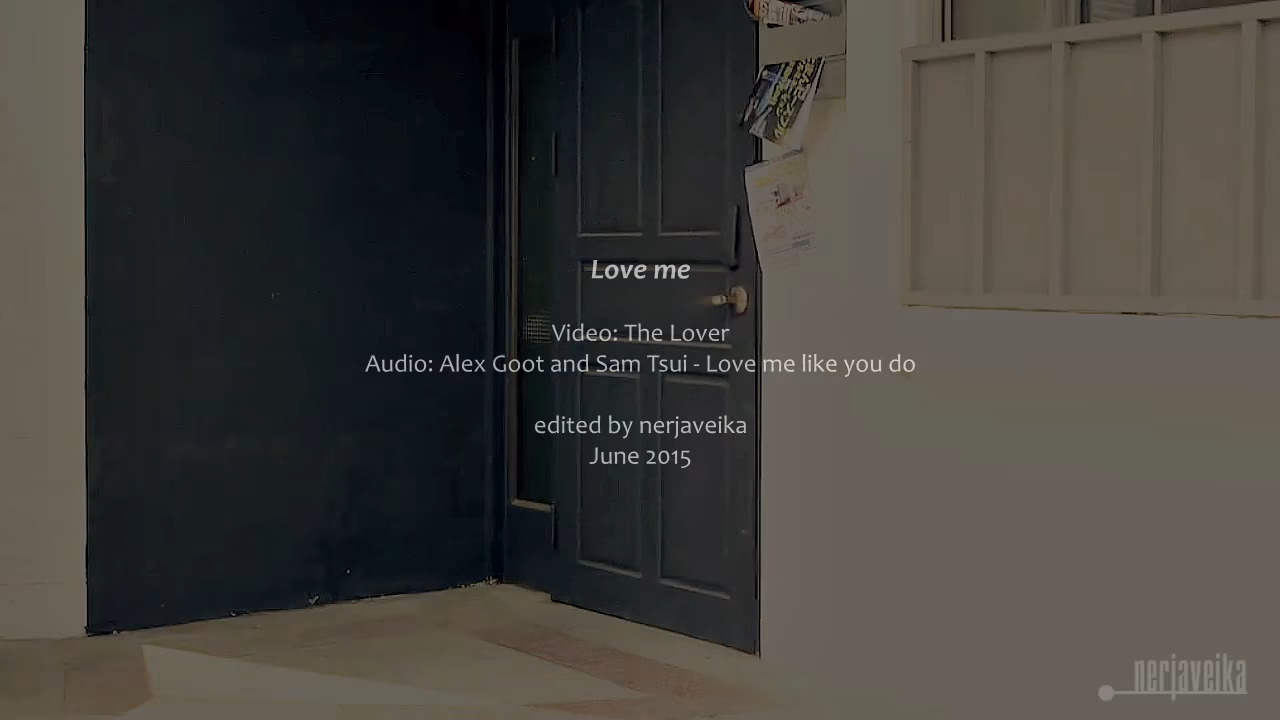 Love me
Video: The Lover
Audio: Alex Goot and Sam Tsui - Love me like you do
edited by nerjaveika
June 2015
nerjaveika